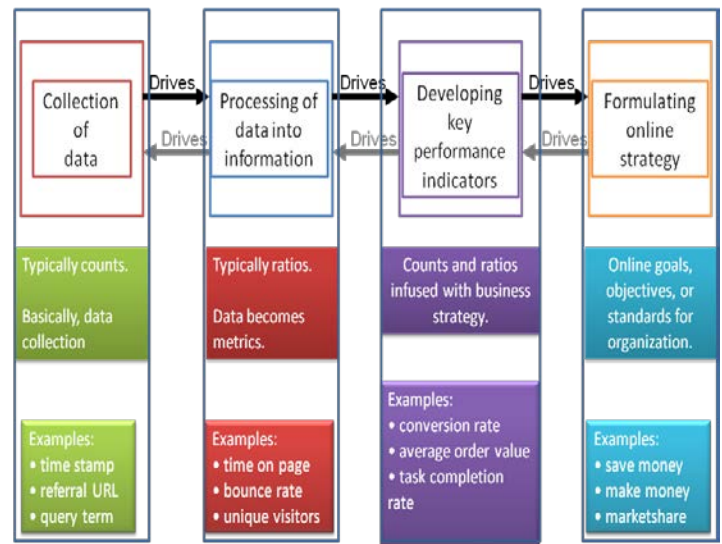 Collection
of
data
Drives
Drives
Processing of
data into
information
Drives
Drives
Developing
key
performance
indicators
Drives
Drives
Formulating
online
strategy
Typically counts.
Basically, data
collection
Typically ratios.
Data becomes
metrics.
Counts and ratios
infused with business
strategy.
Online goals,
objectives, or
standards for
organization.
Examples:
• time stamp
• referral URL
• query term
Examples:
• time on page
• bounce rate
• unique visitors
Examples:
• conversion rate
• average order value
• task completion
rate
Examples:
• save money
• make money
• marketshare